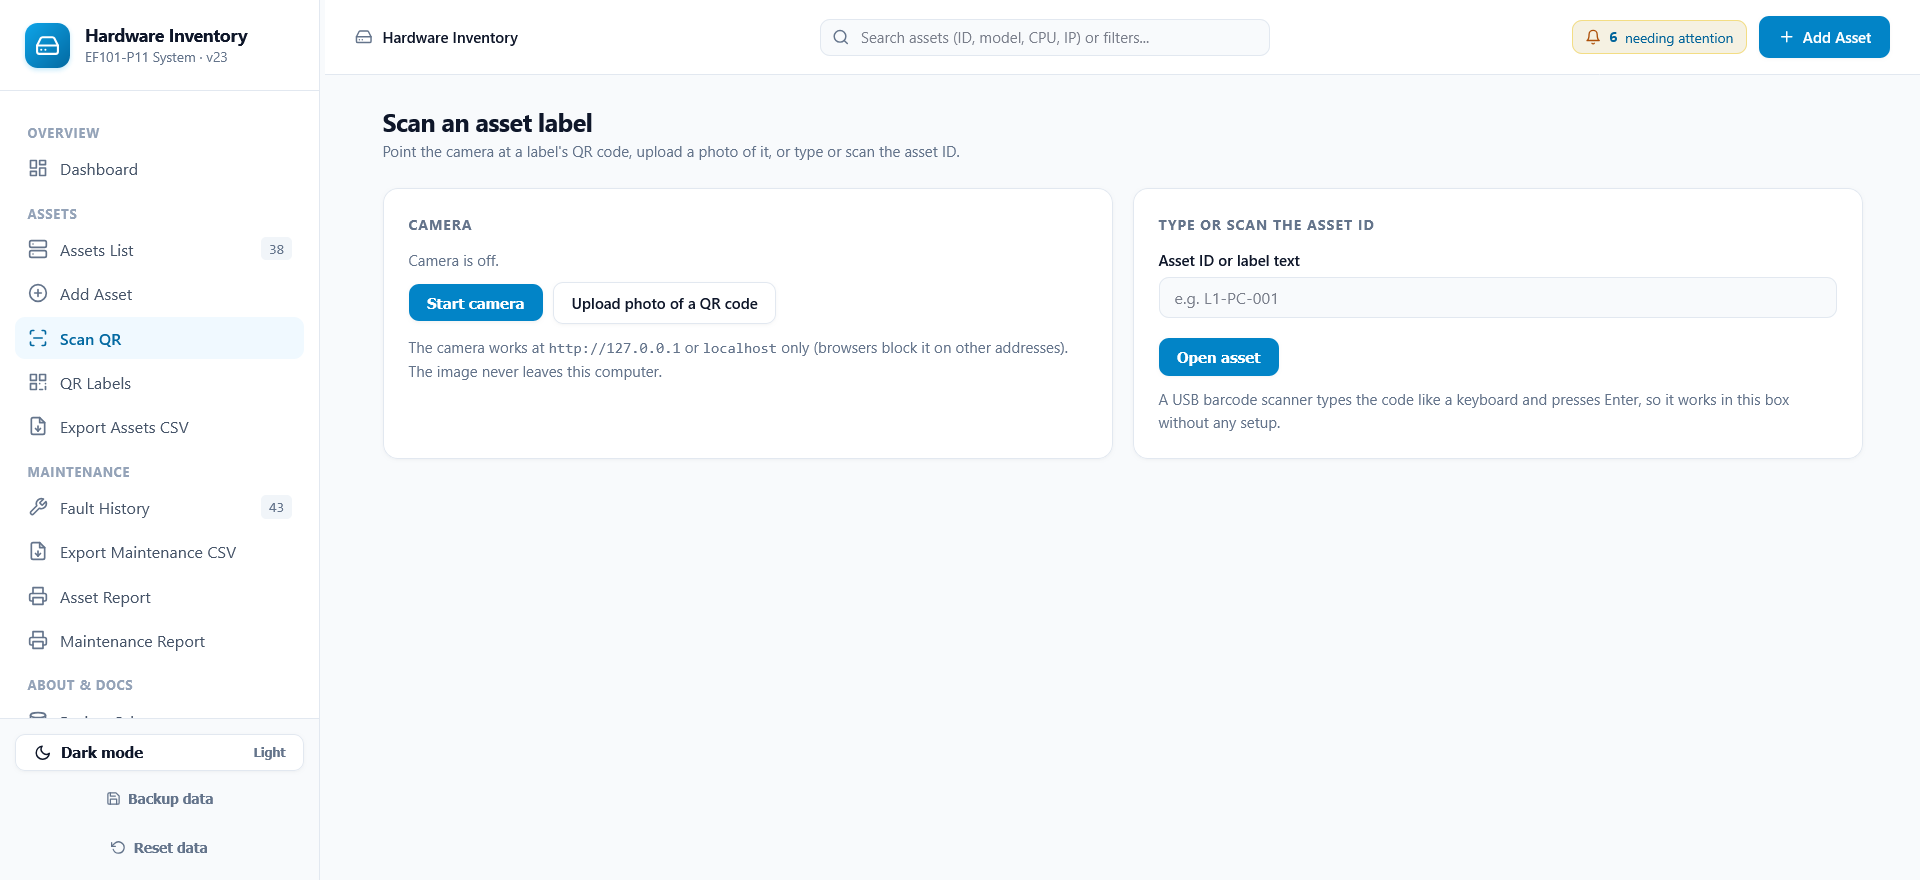 Hardware Inventory
EF101-P11 System · v23
OVERVIEW
Dashboard
ASSETS
Assets List 38
Add Asset
Scan QR
QR Labels
Export Assets CSV
MAINTENANCE
Fault History 43
Export Maintenance CSV
Asset Report
Maintenance Report
ABOUT & DOCS
Dark mode Light
Backup data
Reset data
Hardware Inventory
Search assets (ID, model, CPU, IP) or filters...
6 needing attention
Add Asset
Scan an asset label
Point the camera at a label's QR code, upload a photo of it, or type or scan the asset ID.
CAMERA
Camera is off.
Start camera
Upload photo of a QR code
The camera works at http://127.0.0.1 or localhost only (browsers block it on other addresses).
The image never leaves this computer.
TYPE OR SCAN THE ASSET ID
Asset ID or label text
e.g. L1-PC-001
Open asset
A USB barcode scanner types the code like a keyboard and presses Enter, so it works in this box
without any setup.